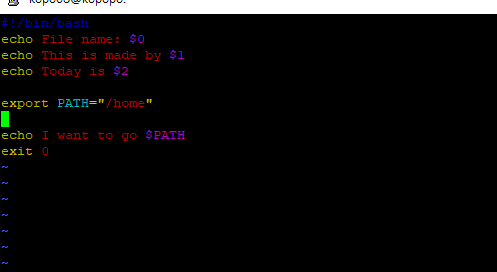 #!/bin/bash
echo File name: $0
echo This is made by $1
echo Today is $2
export PATH="/home"
echo I want to go $PATH
exit 0
~
~
~
~
~
~
~